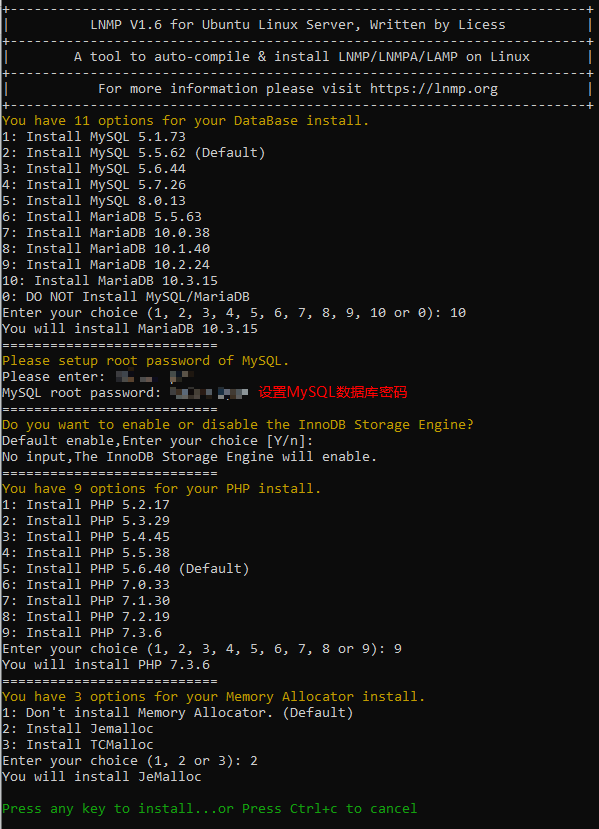 LNMP V1.6 for Ubuntu Linux Server, Written by Licess
A tool to auto-compile & install LNMP/LNMPA/LAMP on Linux
For more information please visit https://lnmp.org
You have 11 options for your DataBase install.
1: Install MySQL 5.1.73
2: Install MySQL 5.5.62 (Default)
3: Install MySQL 5.6.44
4: Install MySQL 5.7.26
5: Install MySQL 8.0.13
6: Install MariaDB 5.5.63
7: Install MariaDB 10.0.38
8: Install MariaDB 10.1.40
9: Install MariaDB 10.2.24
10: Install MariaDB 10.3.15
0: DO NOT Install MySQL/MariaDB
Enter your choice (1, 2, 3, 4, 5, 6, 7, 8, 9, 10 or 0): 10
You will install MariaDB 10.3.15
===========================
Please setup root password of MySQL.
Please enter:
MySQL root password: 设置MySQL数据库密码
===========================
Do you want to enable or disable the InnoDB Storage Engine?
Default enable,Enter your choice [Y/n]:
No input,The InnoDB Storage Engine will enable.
===========================
You have 9 options for your PHP install.
1: Install PHP 5.2.17
2: Install PHP 5.3.29
3: Install PHP 5.4.45
4: Install PHP 5.5.38
5: Install PHP 5.6.40 (Default)
6: Install PHP 7.0.33
7: Install PHP 7.1.30
8: Install PHP 7.2.19
9: Install PHP 7.3.6
Enter your choice (1, 2, 3, 4, 5, 6, 7, 8 or 9): 9
You will install PHP 7.3.6
===========================
You have 3 options for your Memory Allocator install.
1: Don't install Memory Allocator. (Default)
2: Install Jemalloc
3: Install TCMalloc
Enter your choice (1, 2 or 3): 2
You will install JeMalloc
Press any key to install...or Press Ctrl+c to cancel